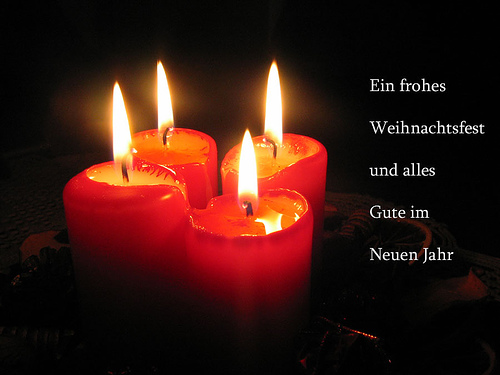 Ein frohes
Weihnachtsfest
und alles
Gute im
Neuen Jahr